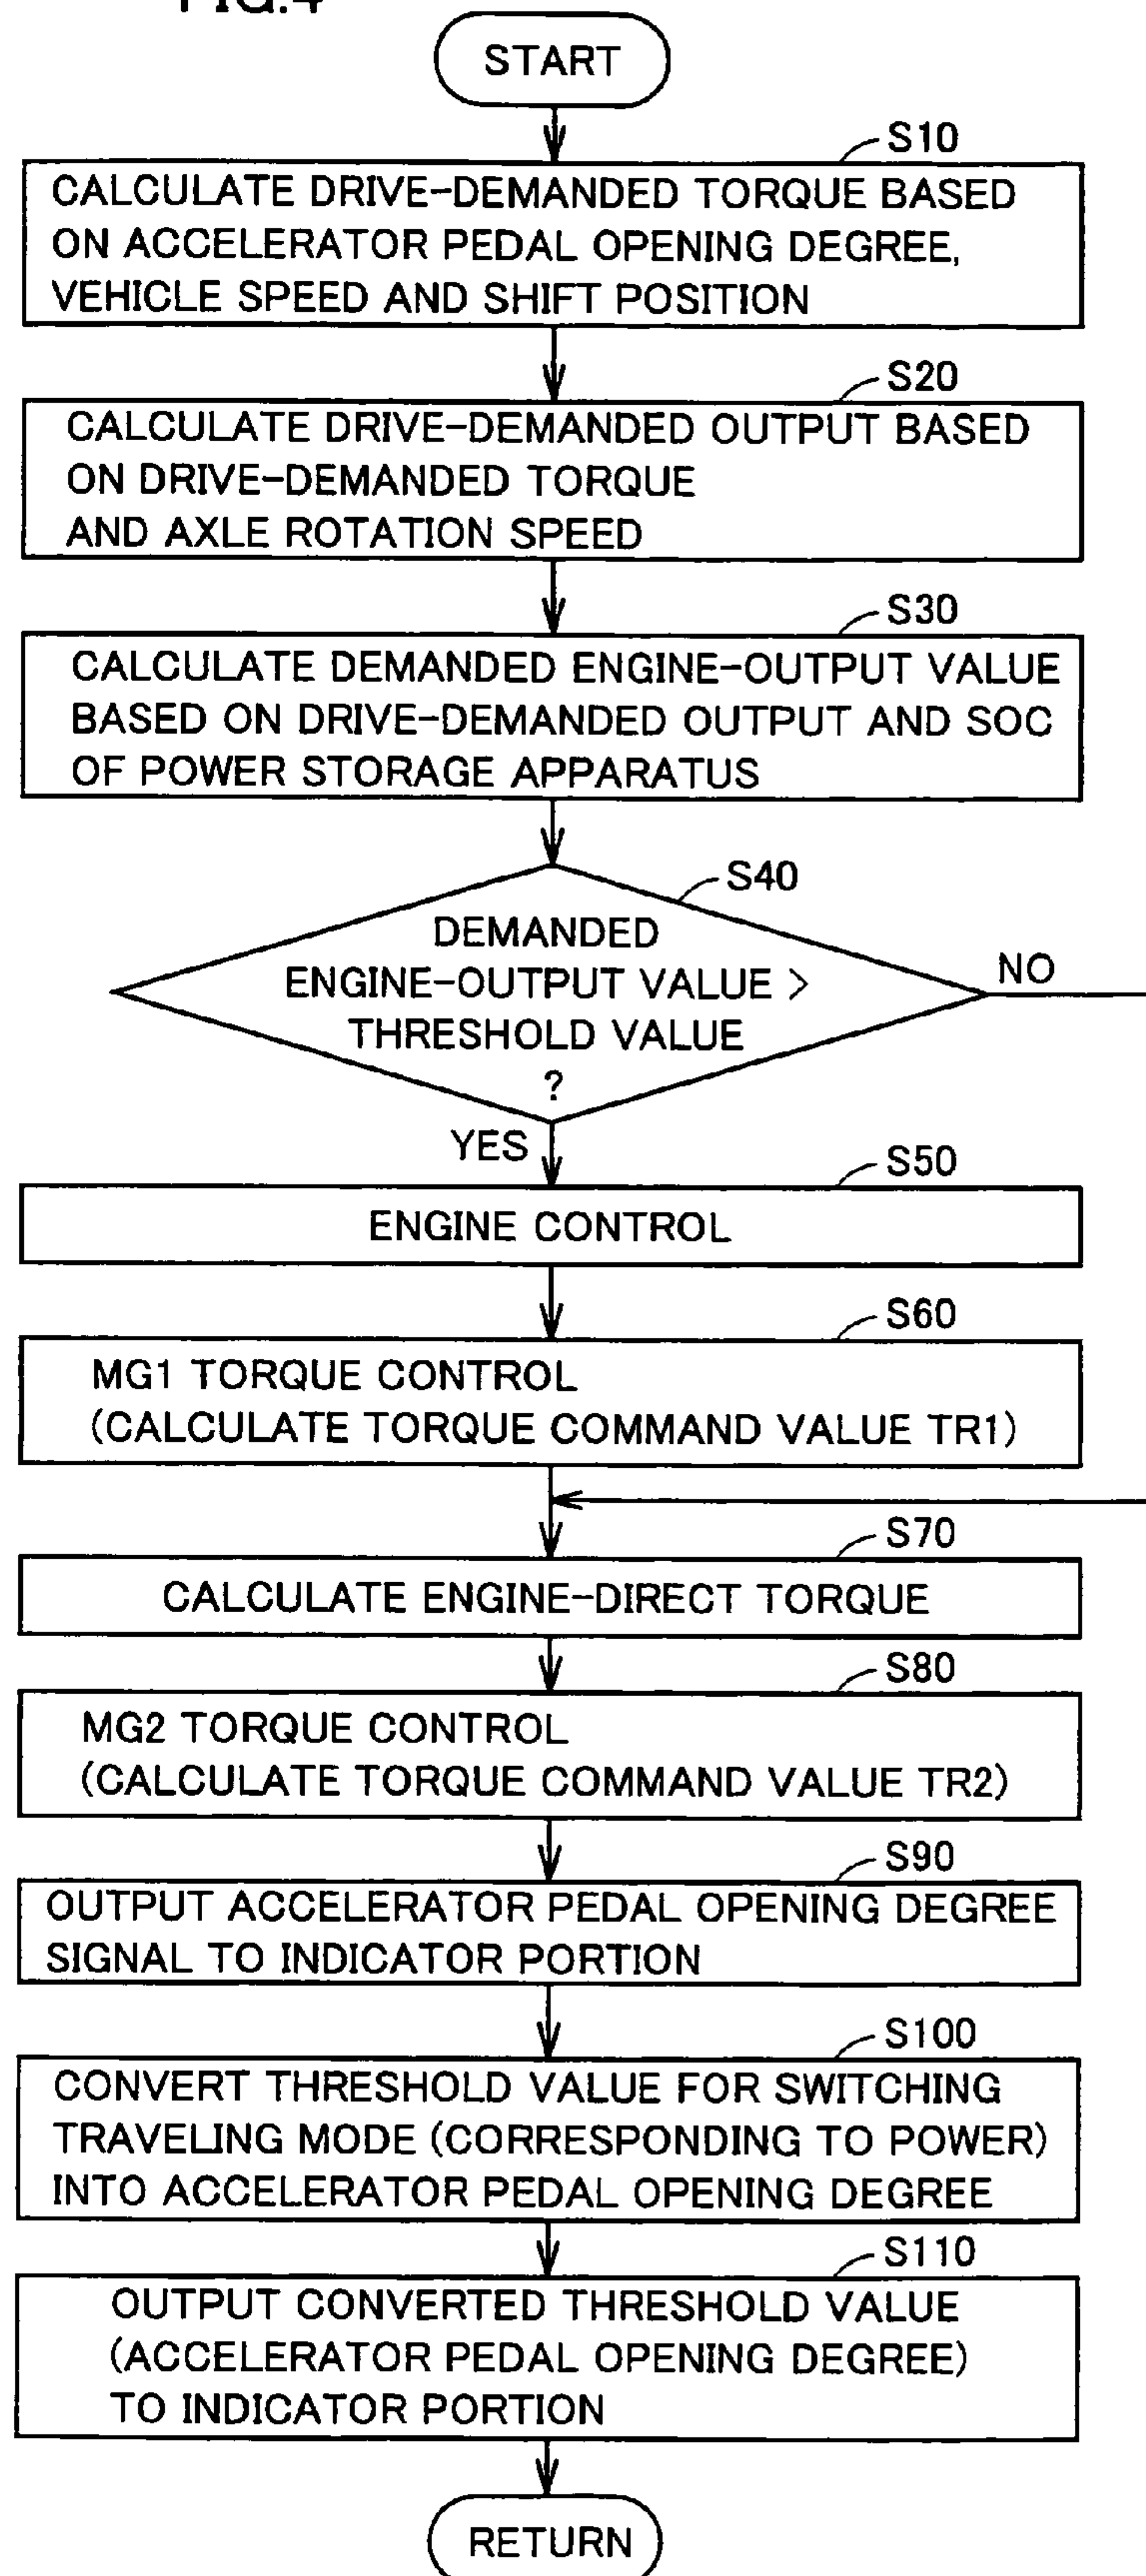 FIG.4
START
S10
CALCULATE DRIVE-DEMANDED TORQUE BASED
ON ACCELERATOR PEDAL OPENING DEGREE,
VEHICLE SPEED AND SHIFT POSITION
S20
CALCULATE DRIVE-DEMANDED OUTPUT BASED
ON DRIVE-DEMANDED TORQUE
AND AXLE ROTATION SPEED
S30
CALCULATE DEMANDED ENGINE-OUTPUT VALUE
BASED ON DRIVE-DEMANDED OUTPUT AND SOC
OF POWER STORAGE APPARATUS
S40
DEMANDED
ENGINE-OUTPUT VALUE >
THRESHOLD VALUE
?
NO
YES
S50
ENGINE CONTROL
S60
MG1 TORQUE CONTROL
(CALCULATE TORQUE COMMAND VALUE TR1)
S70
CALCULATE ENGINE-DIRECT TORQUE
S80
MG2 TORQUE CONTROL
(CALCULATE TORQUE COMMAND VALUE TR2)
S90
OUTPUT ACCELERATOR PEDAL OPENING DEGREE
SIGNAL TO INDICATOR PORTION
S100
CONVERT THRESHOLD VALUE FOR SWITCHING
TRAVELING MODE (CORRESPONDING TO POWER)
INTO ACCELERATOR PEDAL OPENING DEGREE
S110
OUTPUT CONVERTED THRESHOLD VALUE
(ACCELERATOR PEDAL OPENING DEGREE)
TO INDICATOR PORTION
RETURN